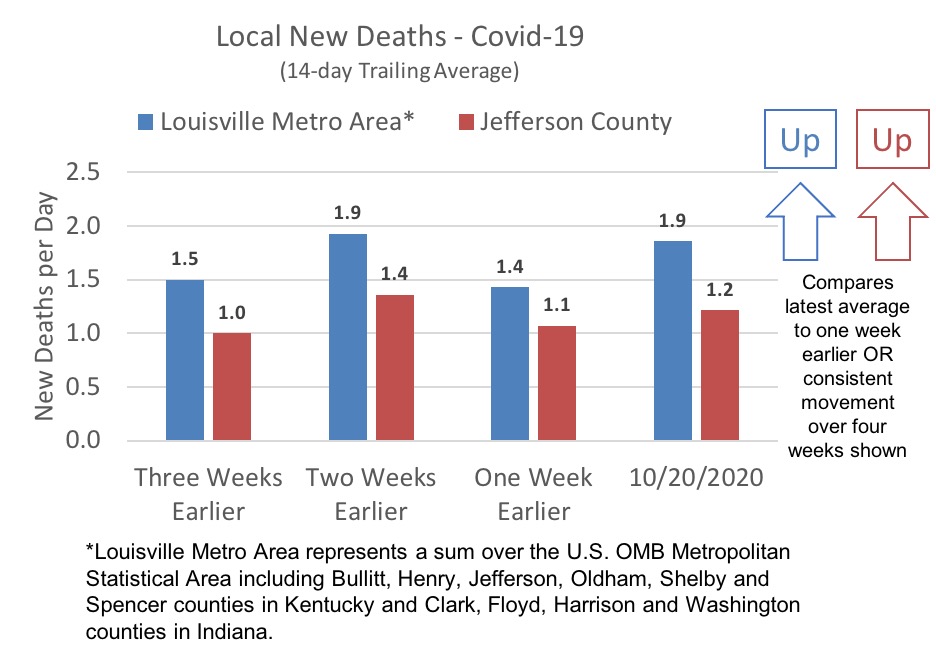 Local New Deaths - Covid-19
(14-day Trailing Average)
Louisville Metro Area*
Jefferson County
Up
Up
New Deaths per Day
2.5
2.0
1.5
1.0
0.5
0.0
1.5
1.0
1.9
1.4
1.4
1.1
1.9
1.2
Three Weeks
Earlier
Two Weeks
Earlier
One Week
Earlier
10/20/2020
Compares
latest average
to one week
earlier OR
consistent
movement
over four
weeks shown
*Louisville Metro Area represents a sum over the U.S. OMB Metropolitan
Statistical Area including Bullitt, Henry, Jefferson, Oldham, Shelby and
Spencer counties in Kentucky and Clark, Floyd, Harrison and Washington
counties in Indiana.